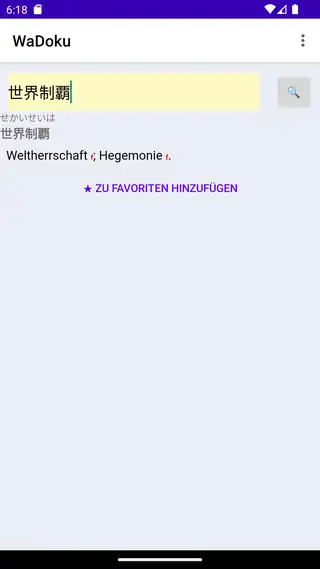 6:18
WaDoku
世界制覇
せかいせいは
世界制覇
Weltherrschaft f; Hegemonie f.
★ ZU FAVORITEN HINZUFÜGEN